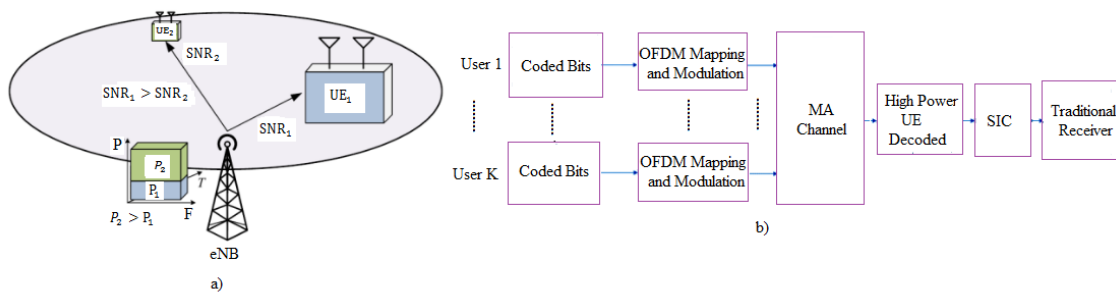 UE2
SNR2
SNR1 > SNR2
UE1
SNR1
P
P2
P1
T
F
P2 > P1
eNB
a)
User 1
Coded Bits
OFDM Mapping
and Modulation
User K
Coded Bits
OFDM Mapping
and Modulation
MA
Channel
High Power
UE
Decoded
SIC
Traditional
Receiver
b)